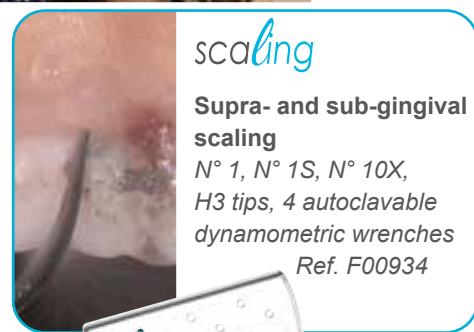 scaling
Supra- and sub-gingival
scaling
N° 1, N° 1S, N° 10X,
H3 tips, 4 autoclavable
dynamometric wrenches
Ref. F00934